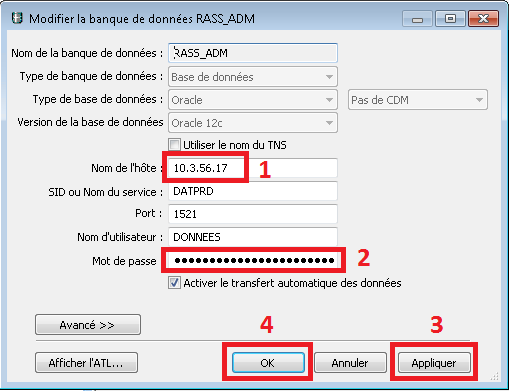 Modifier la banque de données RASS_ADM
Nom de la banque de données : RASS_ADM
Type de banque de données : Base de données
Type de base de données : Oracle Pas de CDM
Version de la base de données Oracle 12c
Utiliser le nom du TNS
Nom de l'hôte : 10.3.56.17 1
SID ou Nom du service : DATPRD
Port : 1521
Nom d'utilisateur : DONNEES
Mot de passe ●●●●●●●●●●●●●●●●●●●●●●● 2
Activer le transfert automatique des données
Avancé >> 4 3
Afficher l'ATL... OK Annuler Appliquer